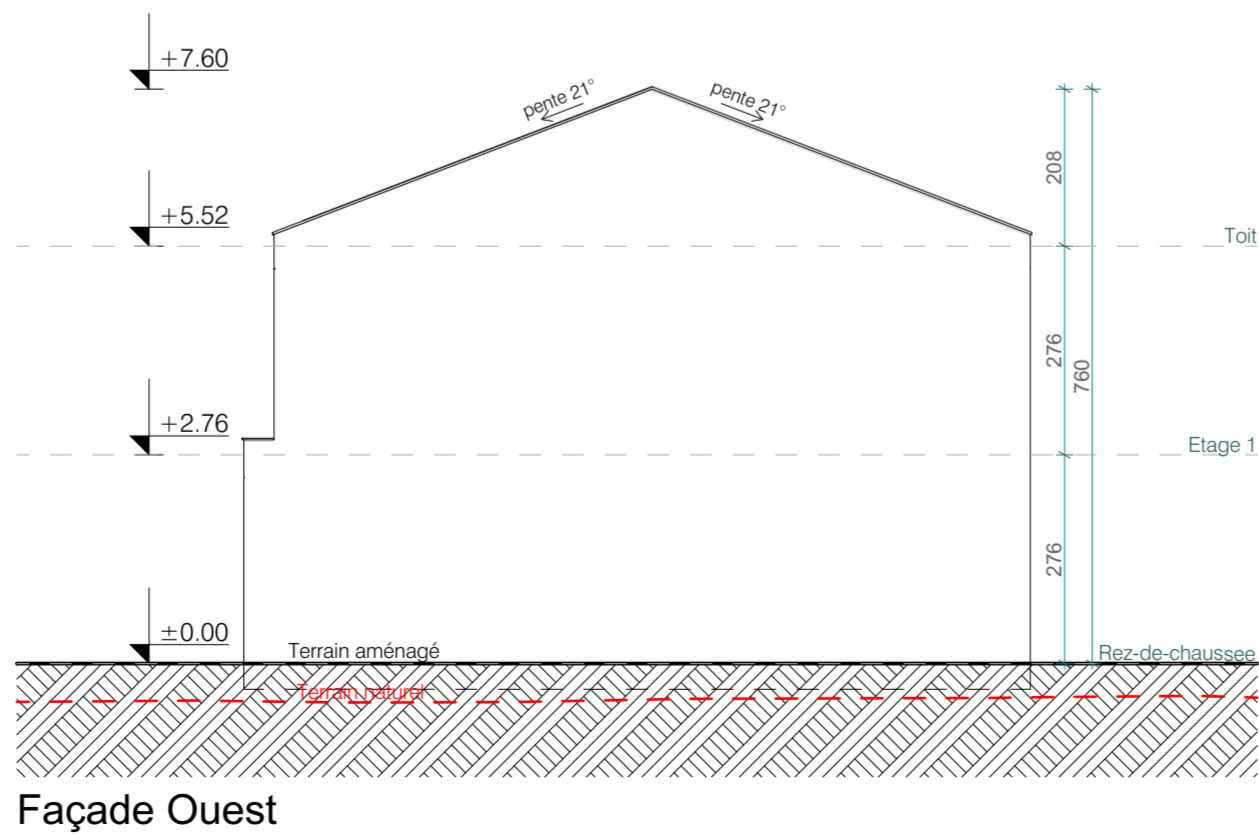 +7.60
pente 21°
pente 21°
208
+5.52
Toit
276
760
+2.76
Etage 1
276
±0.00
Terrain aménagé
Rez-de-chaussee
Terrain naturel
Façade Ouest